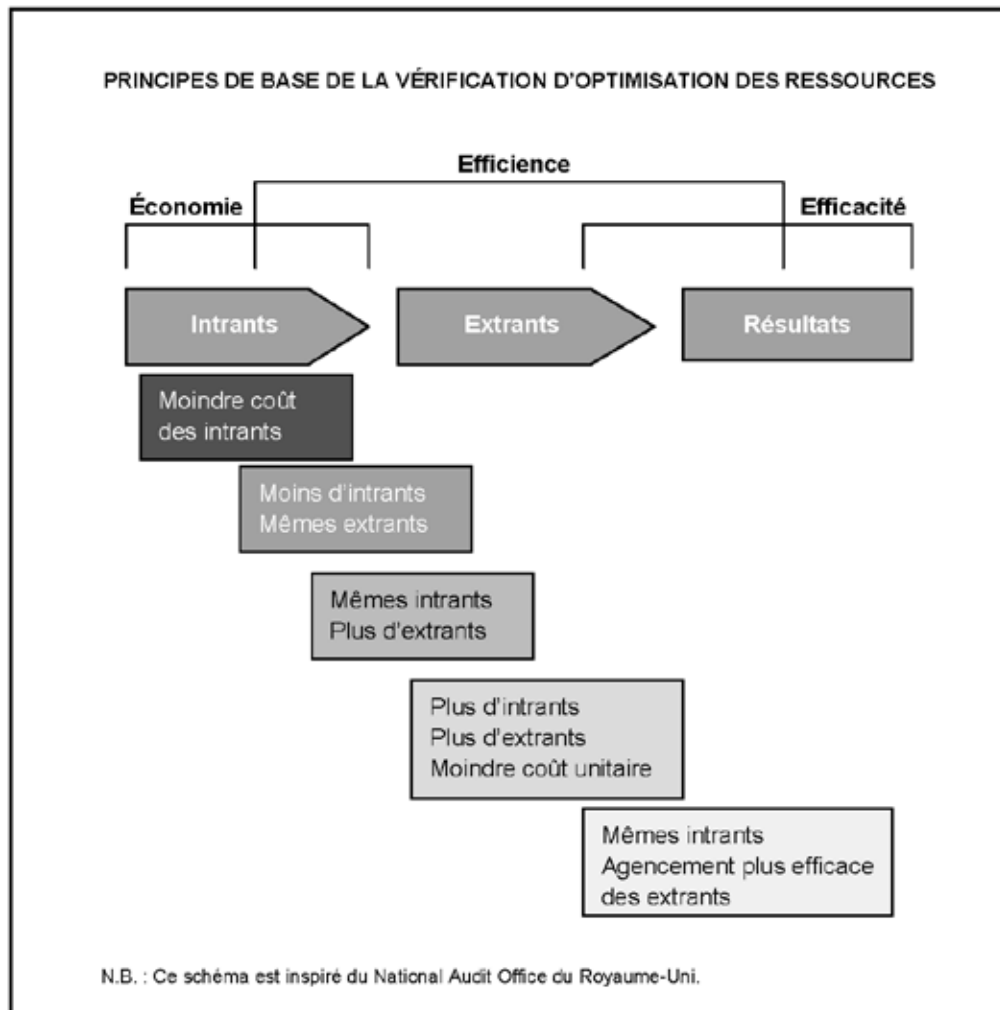 PRINCIPES DE BASE DE LA VÉRIFICATION D'OPTIMISATION DES RESSOURCES
Efficience
Économie
Efficacité
Intrants
Extrants
Résultats
Moindre coût
des intrants
Moins d'intrants
Mêmes extrants
Mêmes intrants
Plus d'extrants
Plus d'intrants
Plus d'extrants
Moindre coût unitaire
Mêmes intrants
Agencement plus efficace
des extrants
N.B. : Ce schéma est inspiré du National Audit Office du Royaume-Uni.